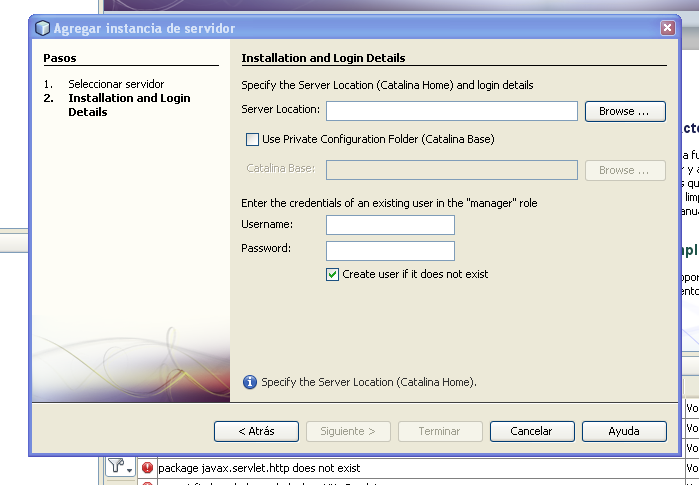 Agregar instancia de servidor
Pasos
1. Seleccionar servidor
2. Installation and Login
Details
Installation and Login Details
Specify the Server Location (Catalina Home) and login details
Server Location:
Browse ...
Use Private Configuration Folder (Catalina Base)
Catalina Base:
Browse ...
Enter the credentials of an existing user in the "manager" role
Username:
Password:
Create user if it does not exist
Specify the Server Location (Catalina Home).
< Atrás
Siguiente >
Terminar
Cancelar
Ayuda
package javax.servlet.http does not exist